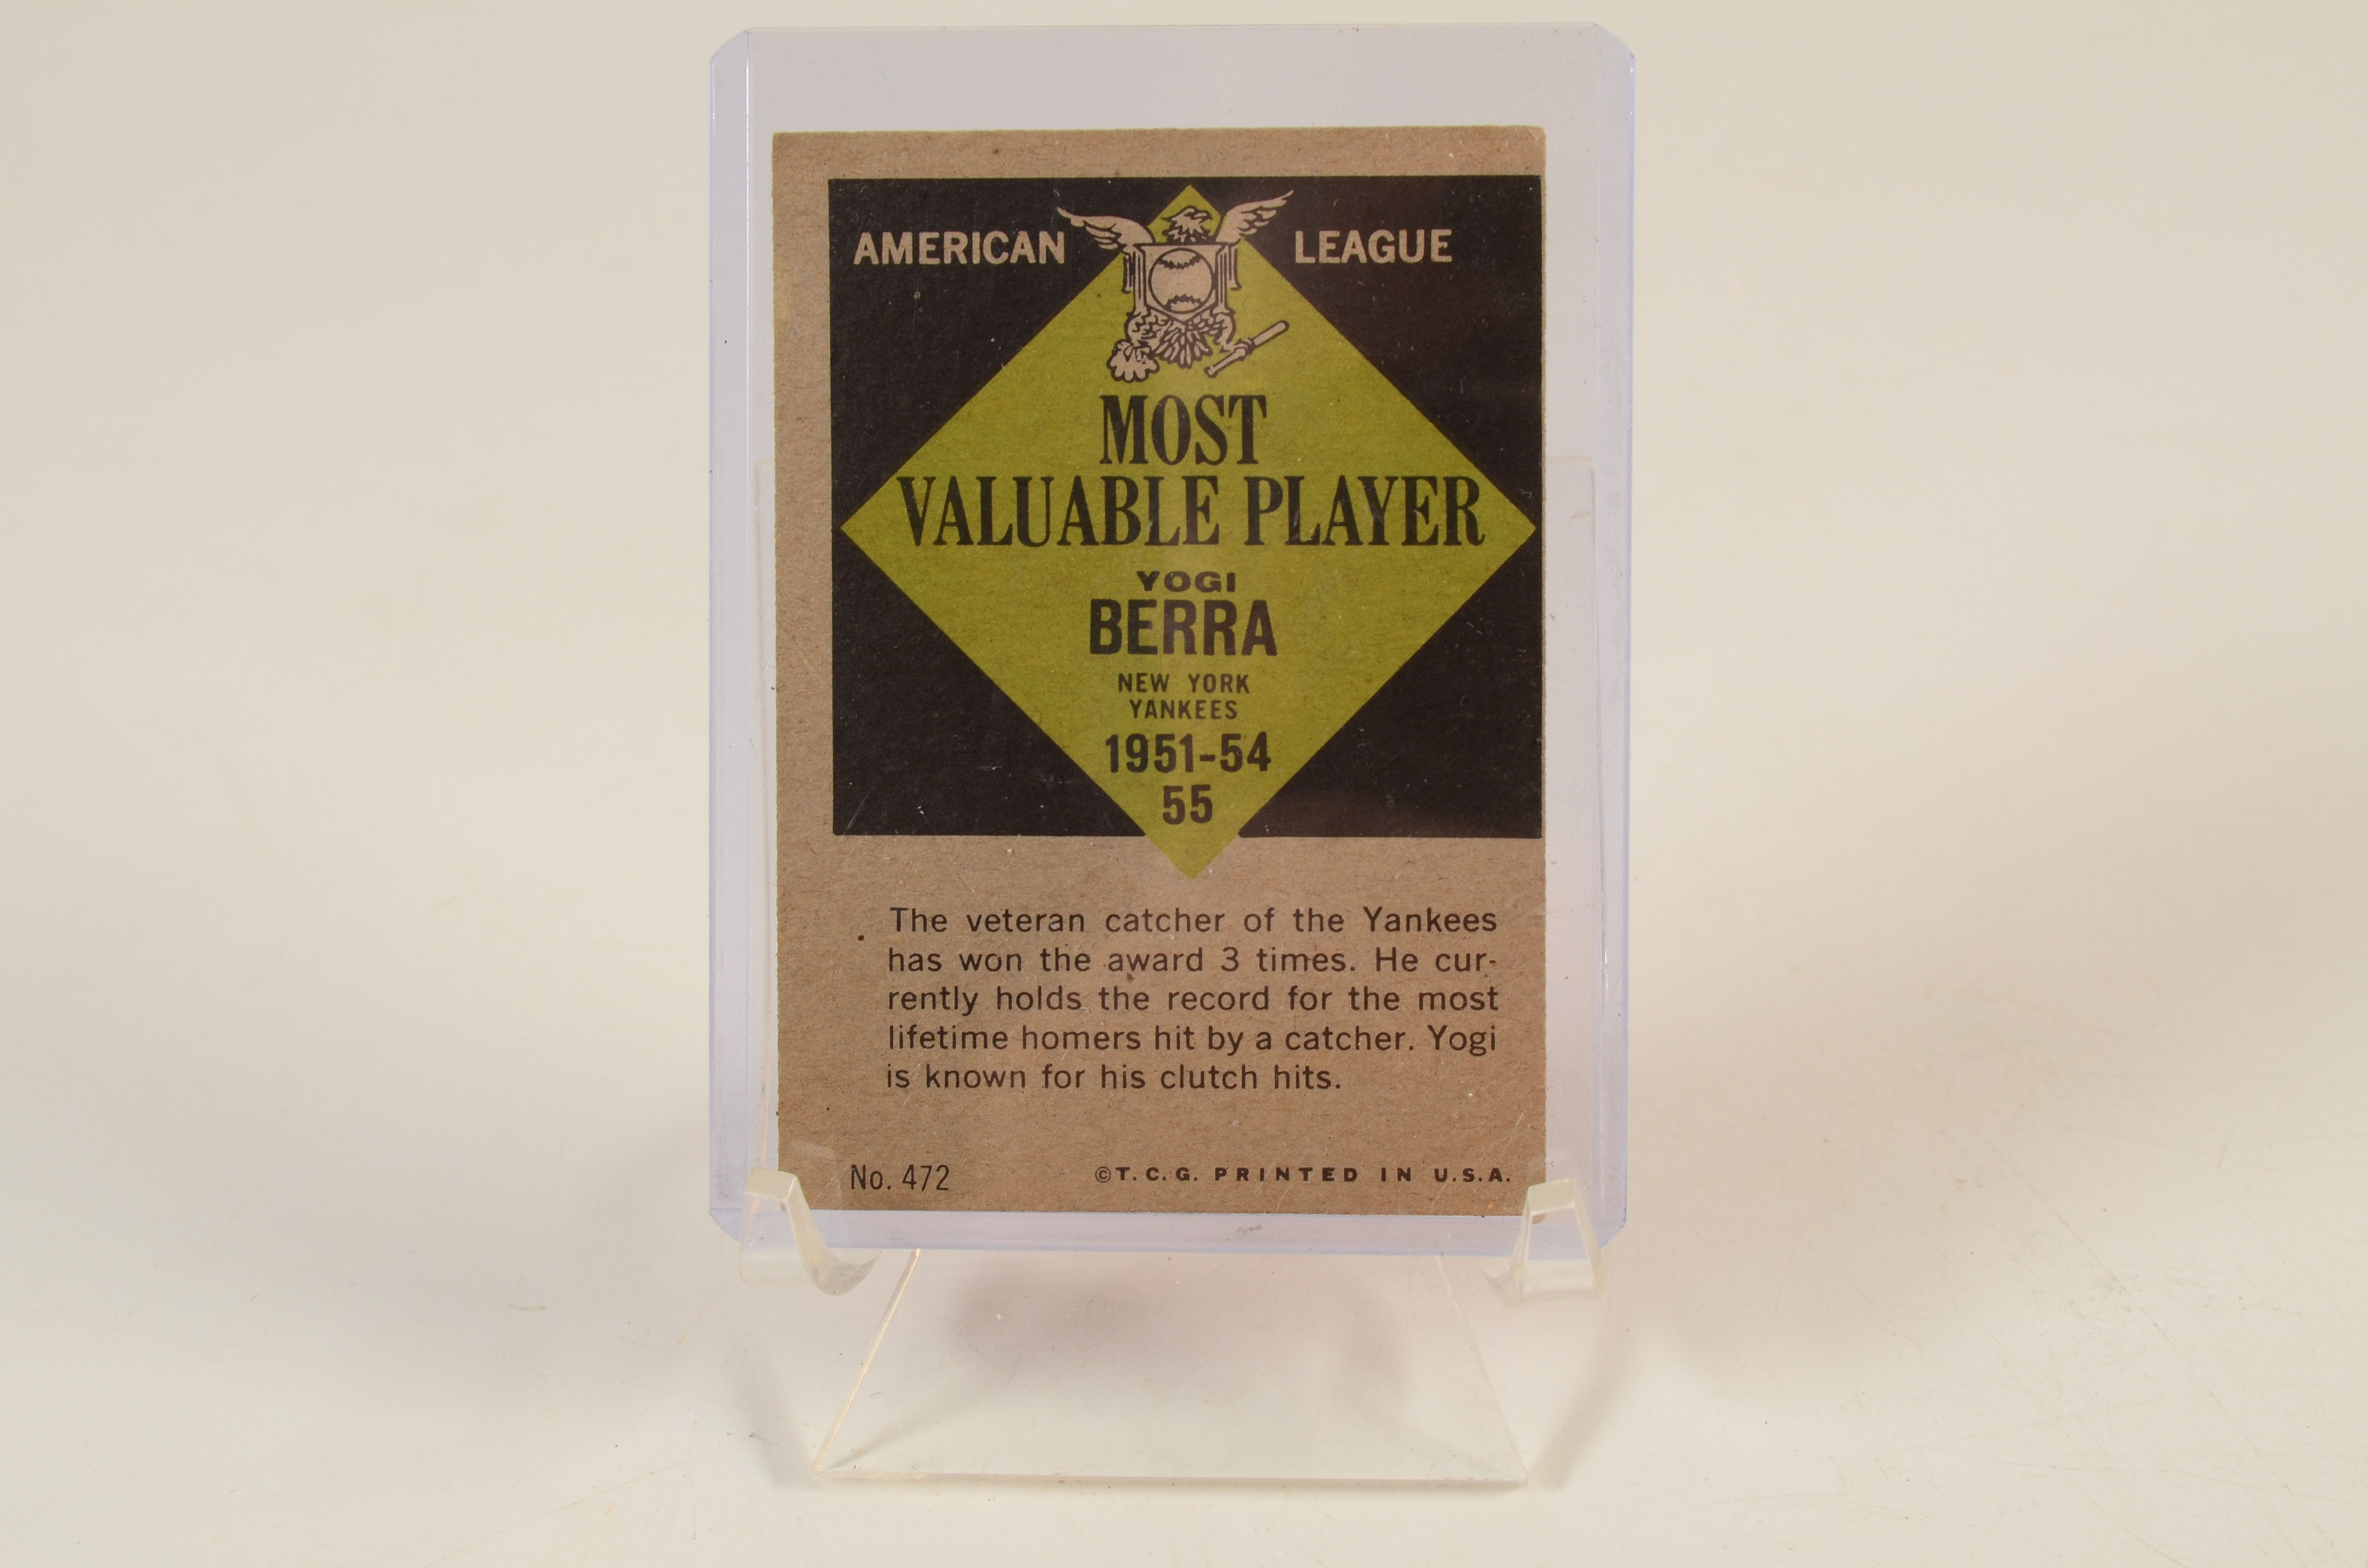 AMERICAN LEAGUE
MOST
VALUABLE PLAYER
YOGI
BERRA
NEW YORK
YANKEES
1951-54
55
The veteran catcher of the Yankees
has won the award 3 times. He cur-
rently holds the record for the most
lifetime homers hit by a catcher. Yogi
is known for his clutch hits.
No. 472 ©T.C.G. PRINTED IN U.S.A.